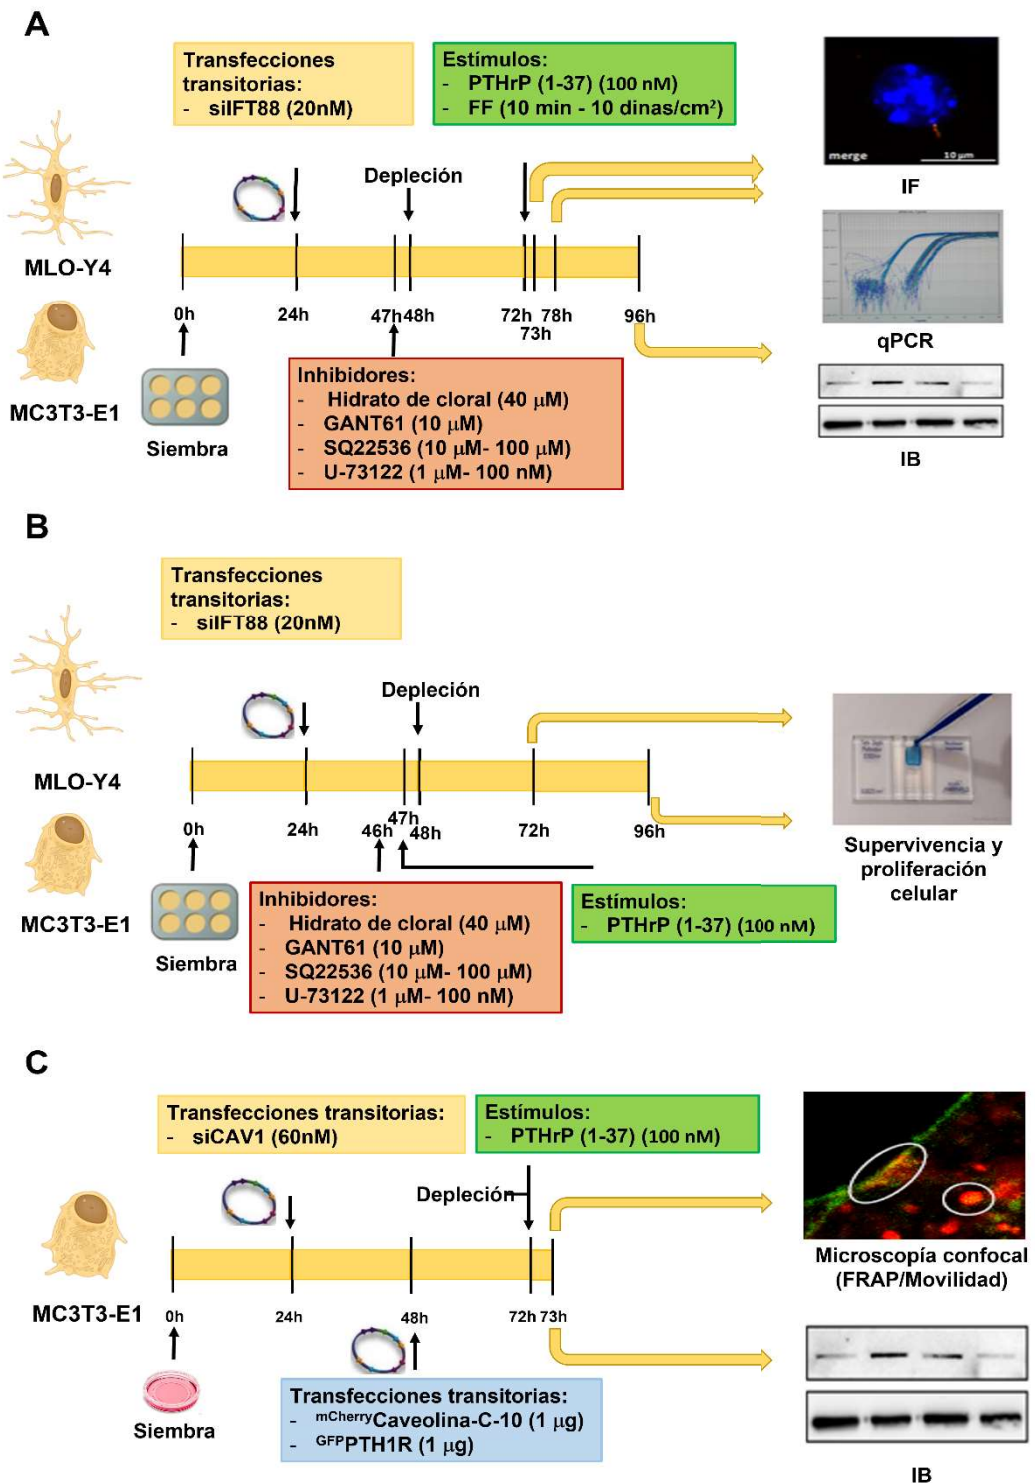 A
Transfecciones
transitorias:
- siIFT88 (20nM)
Estímulos:
- PTHrP (1-37) (100 nM)
- FF (10 min - 10 dinas/cm²)
merge
10 µm
IF
Depleción
MLO-Y4
0h
24h
47h
48h
72h
73h
78h
96h
qPCR
MC3T3-E1
Siembra
Inhibidores:
- Hidrato de cloral (40 µM)
- GANT61 (10 µM)
- SQ22536 (10 µM- 100 µM)
- U-73122 (1 µM- 100 nM)
IB
B
Transfecciones
transitorias:
- siIFT88 (20nM)
Depleción
MLO-Y4
0h
24h
46h
47h
48h
72h
96h
MC3T3-E1
Siembra
Inhibidores:
- Hidrato de cloral (40 µM)
- GANT61 (10 µM)
- SQ22536 (10 µM- 100 µM)
- U-73122 (1 µM- 100 nM)
Estímulos:
- PTHrP (1-37) (100 nM)
Supervivencia y
proliferación
celular
C
Transfecciones transitorias:
- siCAV1 (60nM)
Estímulos:
- PTHrP (1-37) (100 nM)
Depleción
MC3T3-E1
0h
24h
48h
72h
73h
Microscopía confocal
(FRAP/Movilidad)
Siembra
Transfecciones transitorias:
- mCherryCaveolina-C-10 (1 µg)
- GFPPTH1R (1 µg)
IB